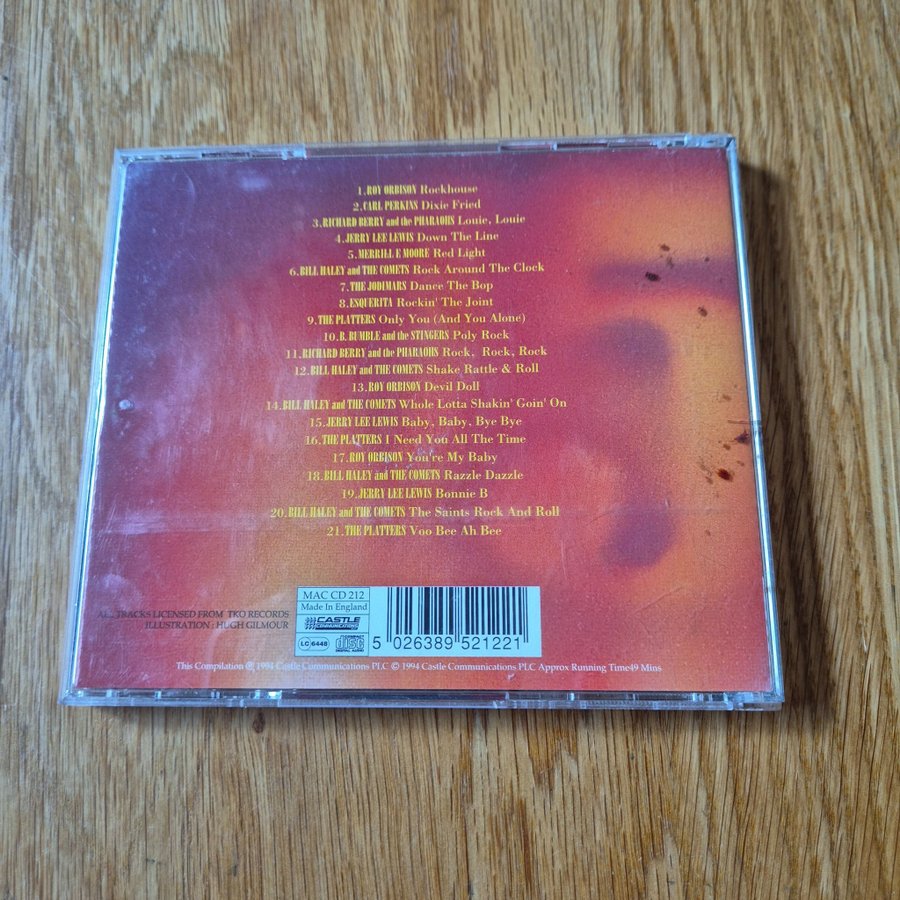 1.ROY ORBISON Rockhouse
2.CARL PERKINS Dixie Fried
3.RICHARD BERRY and the PHARAOHS Louie, Louie
4.JERRY LEE LEWIS Down The Line
5.MERRILL E MOORE Red Light
6.BILL HALEY and THE COMETS Rock Around The Clock
7.THE JODIMARS Dance The Bop
8.ESQUERITA Rockin' The Joint
9.THE PLATTERS Only You (And You Alone)
10.B. BUMBLE and the STINGERS Poly Rock
11.RICHARD BERRY and the PHARAOHS Rock, Rock, Rock
12.BILL HALEY and THE COMETS Shake Rattle & Roll
13.ROY ORBISON Devil Doll
14.BILL HALEY and THE COMETS Whole Lotta Shakin' Goin' On
15.JERRY LEE LEWIS Baby, Baby, Bye Bye
16.THE PLATTERS I Need You All The Time
17.ROY ORBISON You're My Baby
18.BILL HALEY and THE COMETS Razzle Dazzle
19.JERRY LEE LEWIS Bonnie B
20.BILL HALEY and THE COMETS The Saints Rock And Roll
21.THE PLATTERS Voo Bee Ah Bee
ALL TRACKS LICENSED FROM TKO RECORDS
ILLUSTRATION : HUGH GILMOUR
MAC CD 212
Made In England
CASTLE
COMMUNICATIONS
LC 6448
COMPACT
disc
DIGITAL AUDIO
5 026389 521221
This Compilation ℗ 1994 Castle Communications PLC © 1994 Castle Communications PLC Approx Running Time49 Mins